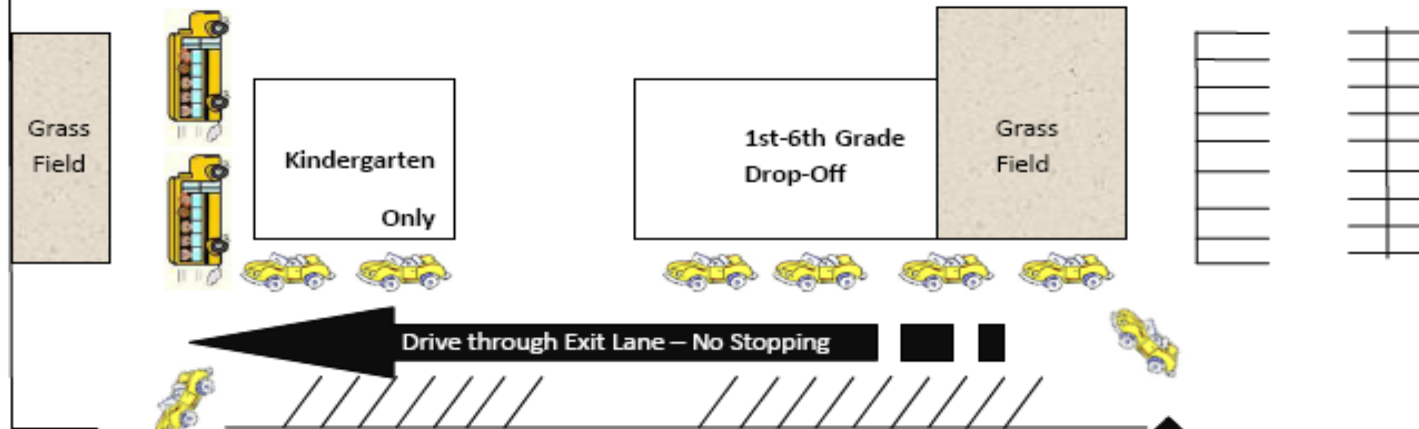 Grass
Field
Kindergarten
Only
1st-6th Grade
Drop-Off
Grass
Field
Drive through Exit Lane – No Stopping